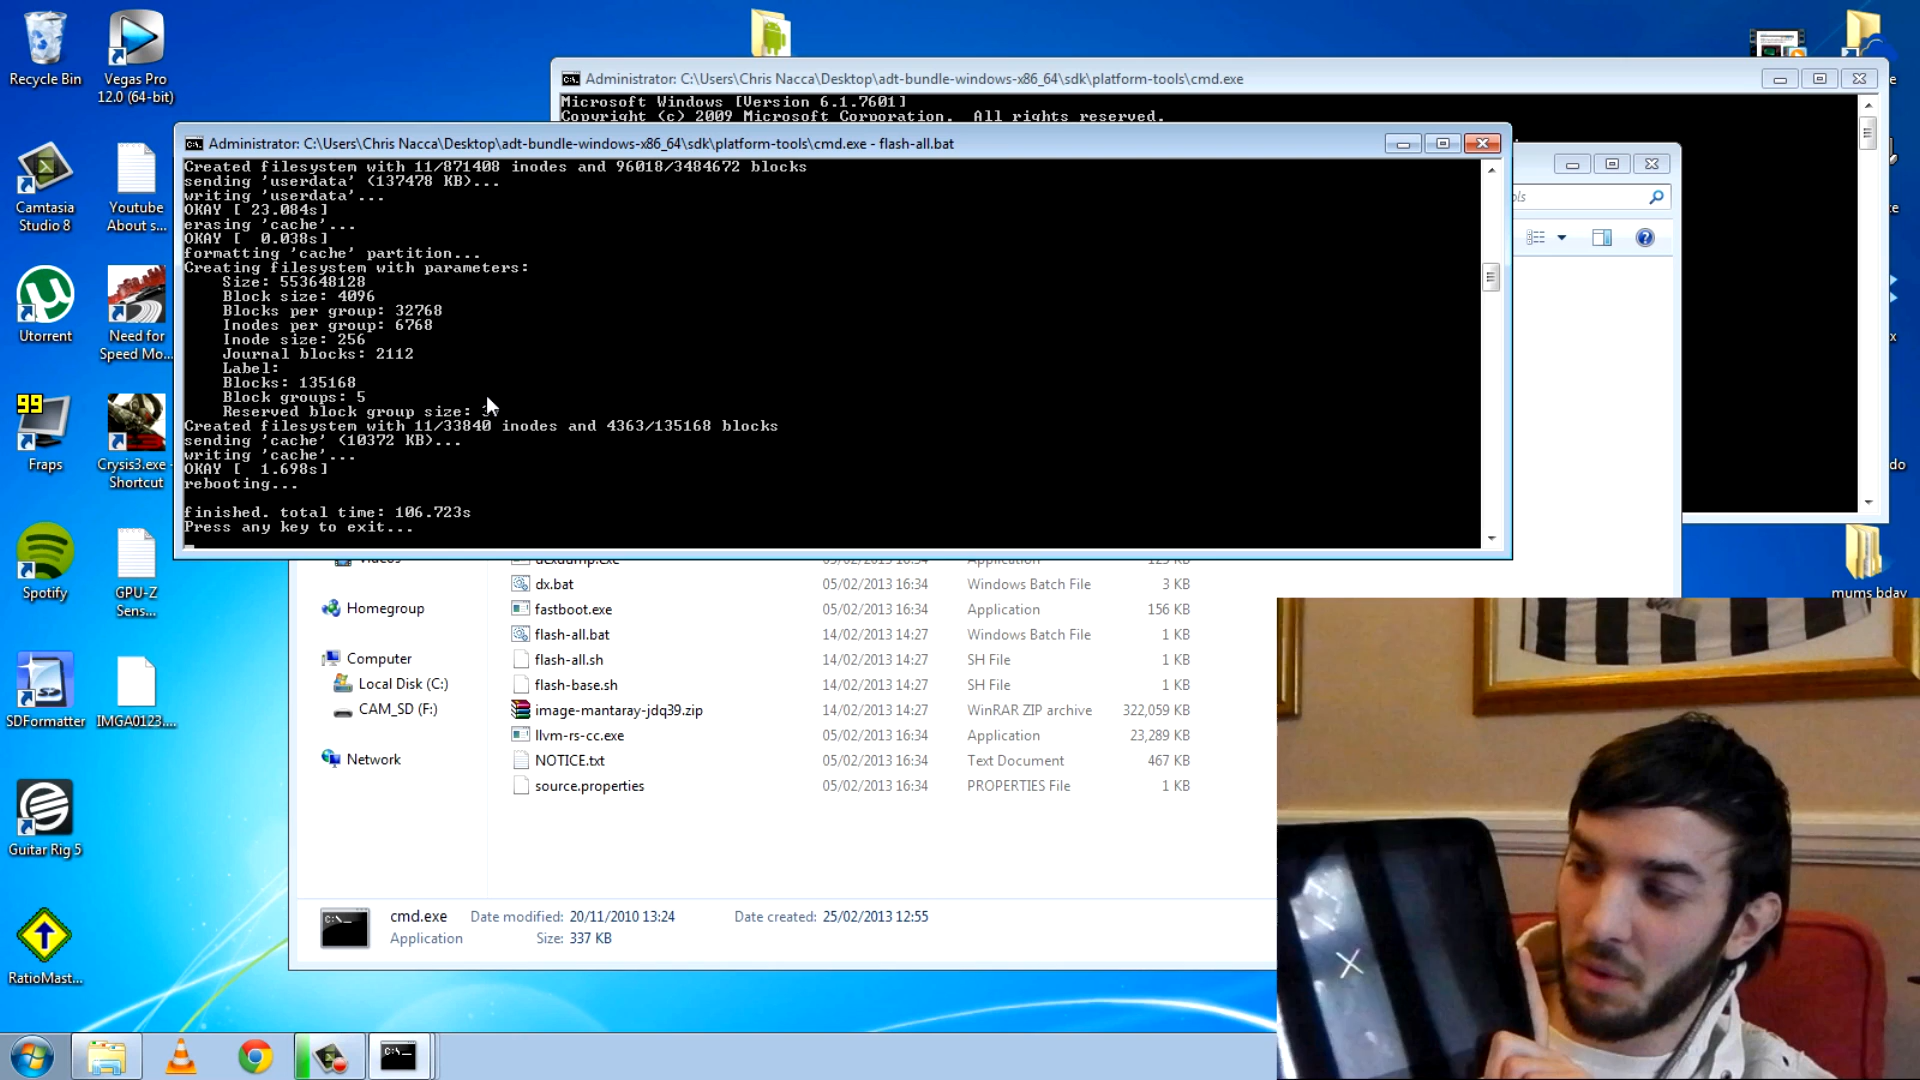 Recycle Bin
Vegas Pro
12.0 (64-bit)
Camtasia
Studio 8
Youtube
About s...
Utorrent
Need for
Speed Mo...
99
Fraps
Crysis3.exe -
Shortcut
Spotify
GPU-Z
Sens...
SDFormatter
IMGA0123....
Guitar Rig 5
RatioMast...
Administrator: C:\Users\Chris Nacca\Desktop\adt-bundle-windows-x86_64\sdk\platform-tools\cmd.exe
Microsoft Windows [Version 6.1.7601]
Copyright (c) 2009 Microsoft Corporation. All rights reserved.
Administrator: C:\Users\Chris Nacca\Desktop\adt-bundle-windows-x86_64\sdk\platform-tools\cmd.exe - flash-all.bat
Created filesystem with 11/871408 inodes and 96018/3484672 blocks
sending 'userdata' (137478 KB)...
writing 'userdata'...
OKAY [ 23.084s]
erasing 'cache'...
OKAY [  0.038s]
formatting 'cache' partition...
Creating filesystem with parameters:
    Size: 553648128
    Block size: 4096
    Blocks per group: 32768
    Inodes per group: 6768
    Inode size: 256
    Journal blocks: 2112
    Label:
    Blocks: 135168
    Block groups: 5
    Reserved block group size:
Created filesystem with 11/33840 inodes and 4363/135168 blocks
sending 'cache' (10372 KB)...
writing 'cache'...
OKAY [  1.698s]
rebooting...
finished. total time: 106.723s
Press any key to exit...
Homegroup
Computer
Local Disk (C:)
CAM_SD (F:)
Network
dexdump.exe 05/02/2013 16:34 Application 123 KB
dx.bat 05/02/2013 16:34 Windows Batch File 3 KB
fastboot.exe 05/02/2013 16:34 Application 156 KB
flash-all.bat 14/02/2013 14:27 Windows Batch File 1 KB
flash-all.sh 14/02/2013 14:27 SH File 1 KB
flash-base.sh 14/02/2013 14:27 SH File 1 KB
image-mantaray-jdq39.zip 14/02/2013 14:27 WinRAR ZIP archive 322,059 KB
llvm-rs-cc.exe 05/02/2013 16:34 Application 23,289 KB
NOTICE.txt 05/02/2013 16:34 Text Document 467 KB
source.properties 05/02/2013 16:34 PROPERTIES File 1 KB
cmd.exe Date modified: 20/11/2010 13:24 Date created: 25/02/2013 12:55
Application Size: 337 KB
mums bday